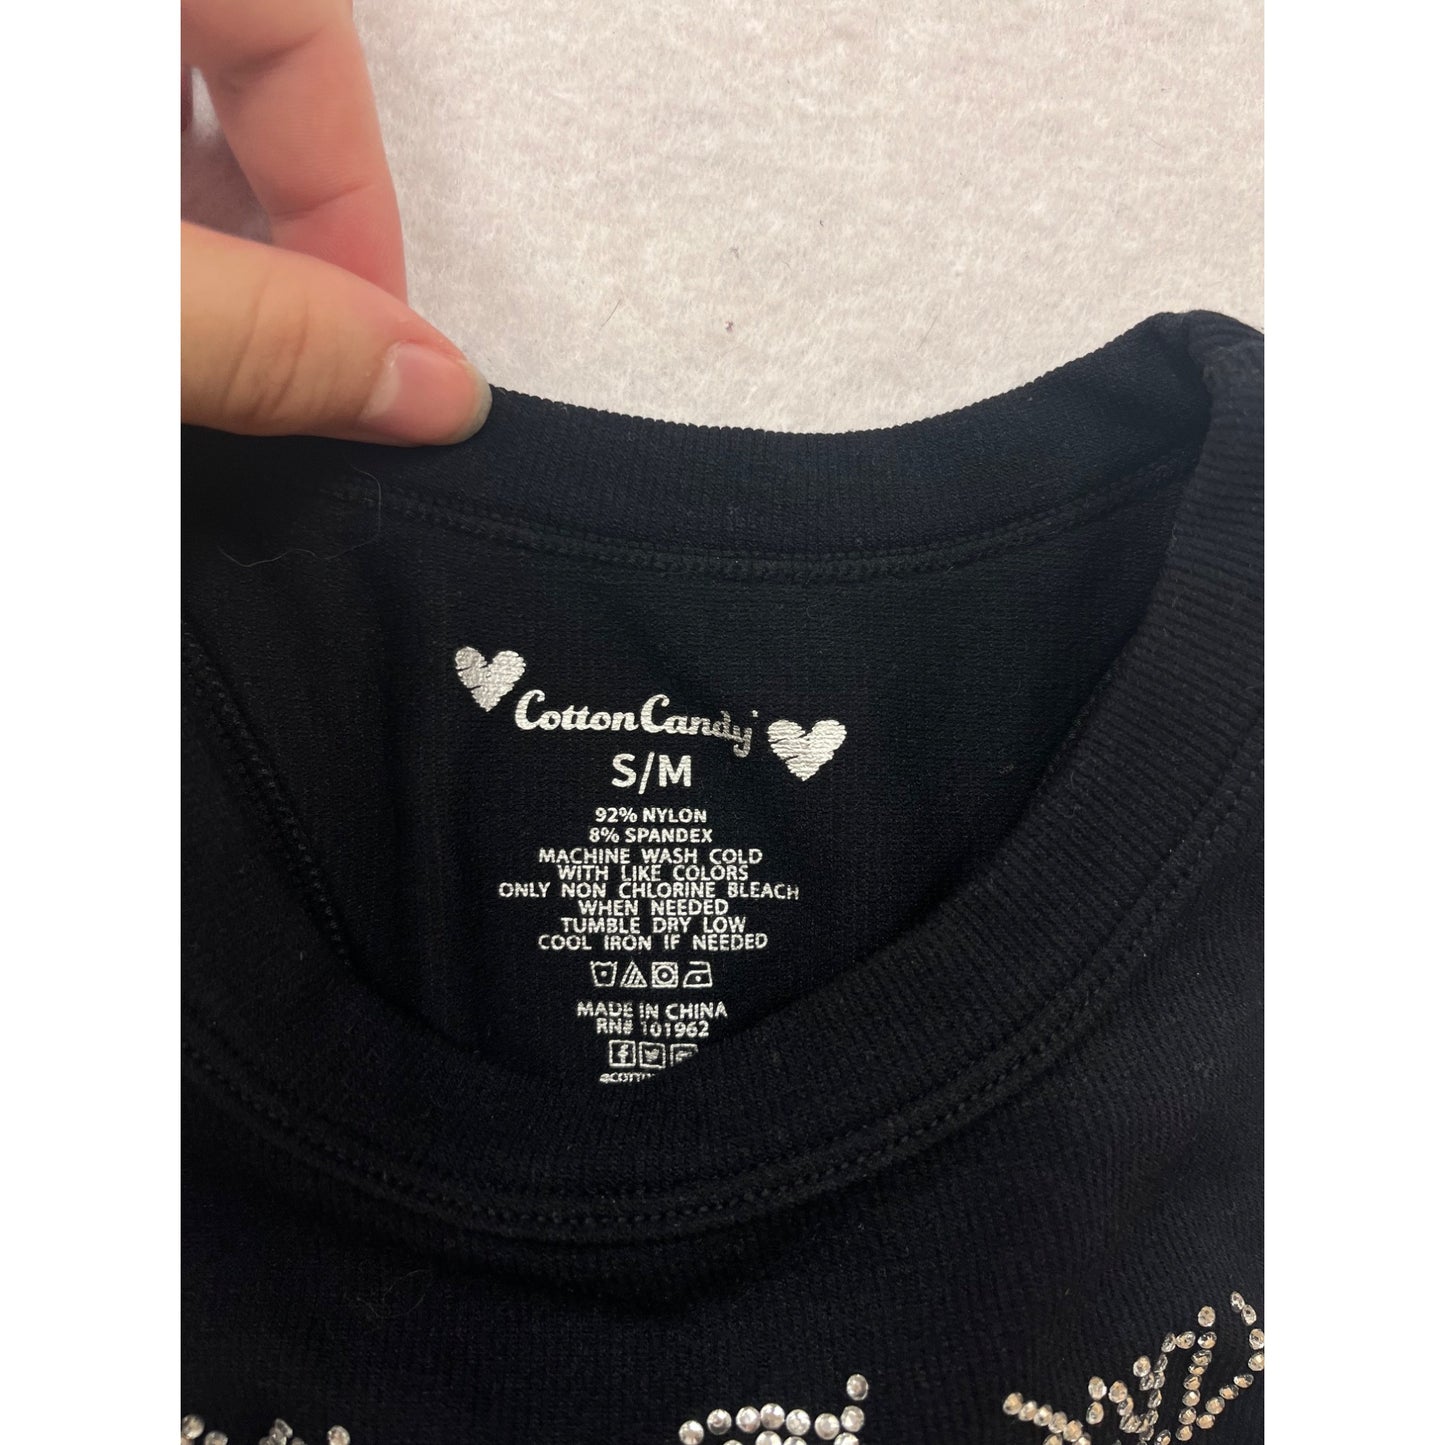 Cotton Candy
S/M
92% NYLON
8% SPANDEX
MACHINE WASH COLD
WITH LIKE COLORS
ONLY NON CHLORINE BLEACH
WHEN NEEDED
TUMBLE DRY LOW
COOL IRON IF NEEDED
MADE IN CHINA
RN# 101962